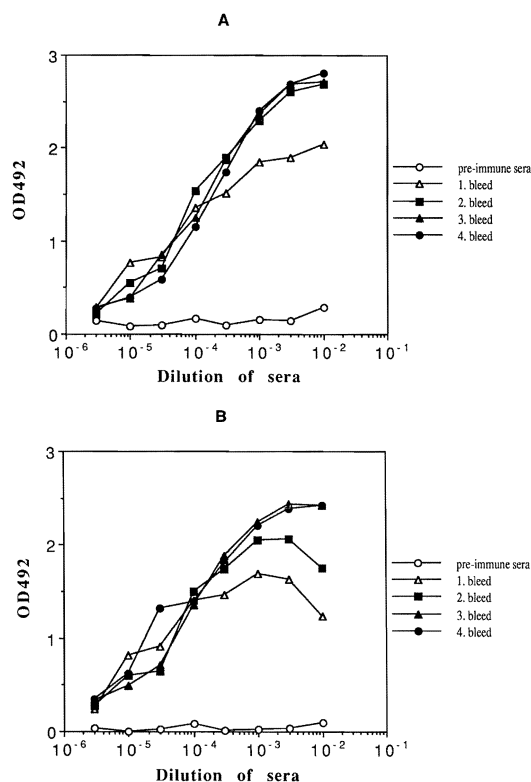 A
3
2
1
0
OD492
10-6
10-5
10-4
10-3
10-2
10-1
Dilution of sera
pre-immune sera
1. bleed
2. bleed
3. bleed
4. bleed
B
3
2
1
0
OD492
10-6
10-5
10-4
10-3
10-2
10-1
Dilution of sera
pre-immune sera
1. bleed
2. bleed
3. bleed
4. bleed